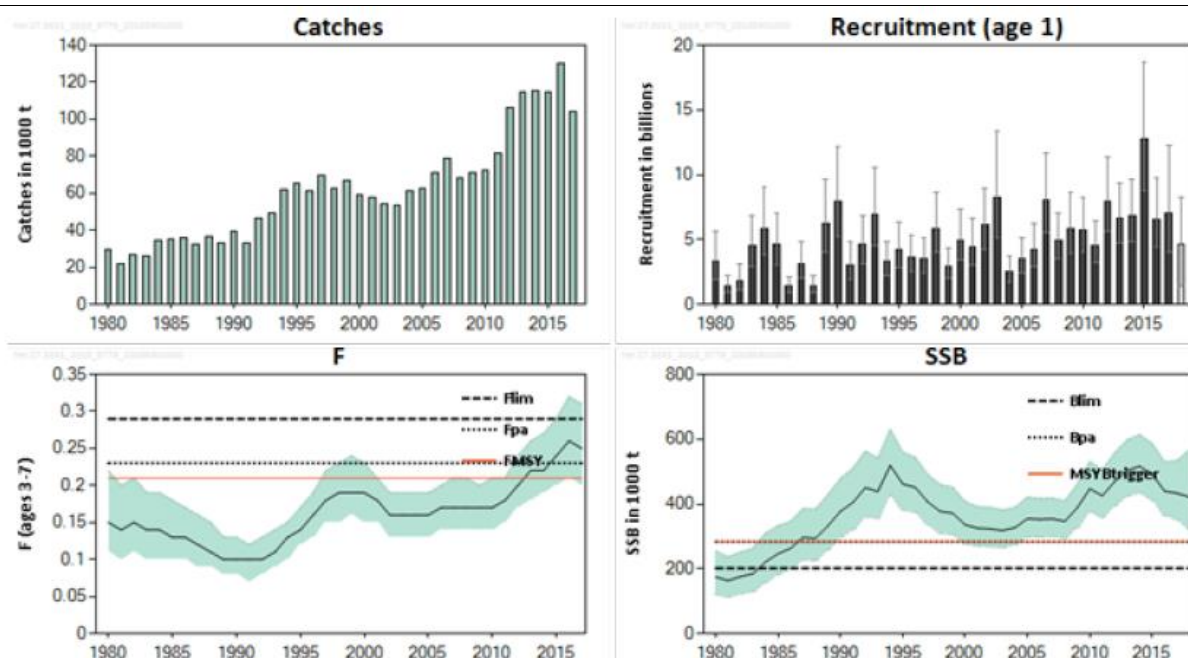 Catches
Catches in 1000 t
140
120
100
80
60
40
20
0
1980 1985 1990 1995 2000 2005 2010 2015
Recruitment (age 1)
Recruitment in billions
20
15
10
5
0
1980 1985 1990 1995 2000 2005 2010 2015
F
F (ages 3-7)
0.35
0.3
0.25
0.2
0.15
0.1
0.05
0
Flim
Fpa
FMSY
1980 1985 1990 1995 2000 2005 2010 2015
SSB
SSB in 1000 t
800
600
400
200
0
Blim
Bpa
MSYBtrigger
1980 1985 1990 1995 2000 2005 2010 2015